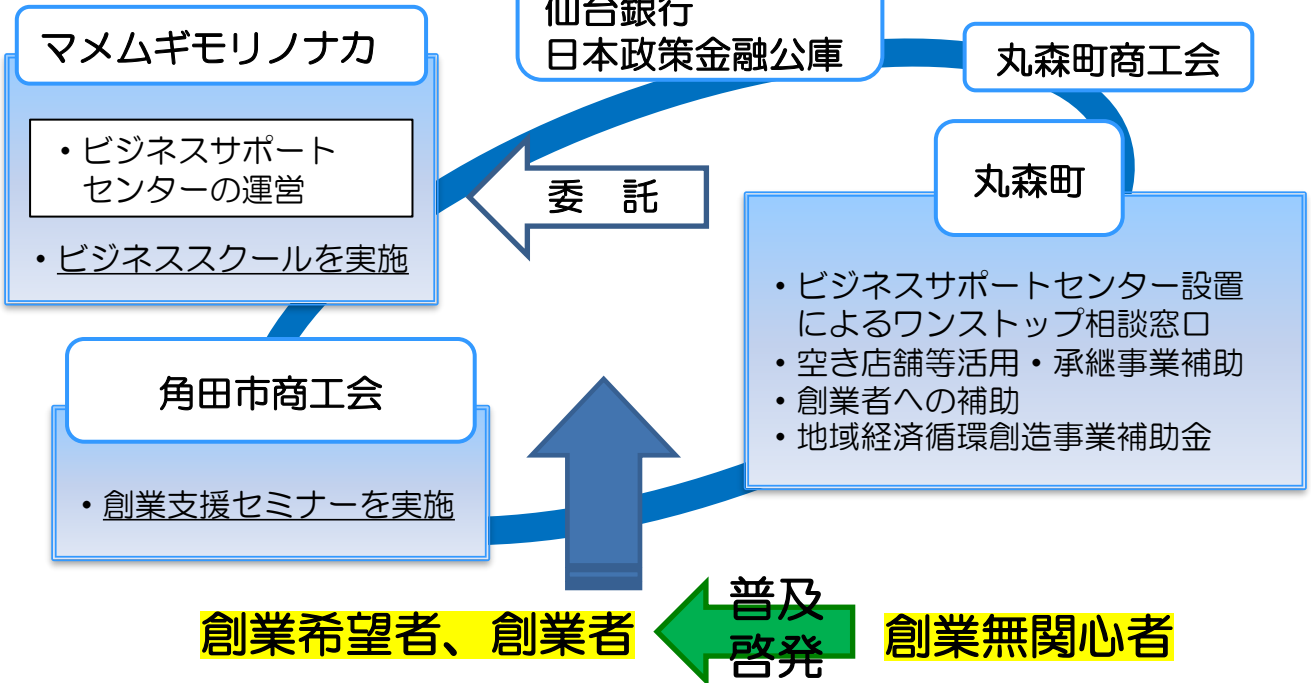 仙台銀行
日本政策金融公庫
マメムギモリノナカ
・ビジネスサポート
センターの運営
・ビジネススクールを実施
委　託
丸森町商工会
丸森町
・ビジネスサポートセンター設置
によるワンストップ相談窓口
・空き店舗等活用・承継事業補助
・創業者への補助
・地域経済循環創造事業補助金
角田市商工会
・創業支援セミナーを実施
創業希望者、創業者
普及
啓発
創業無関心者